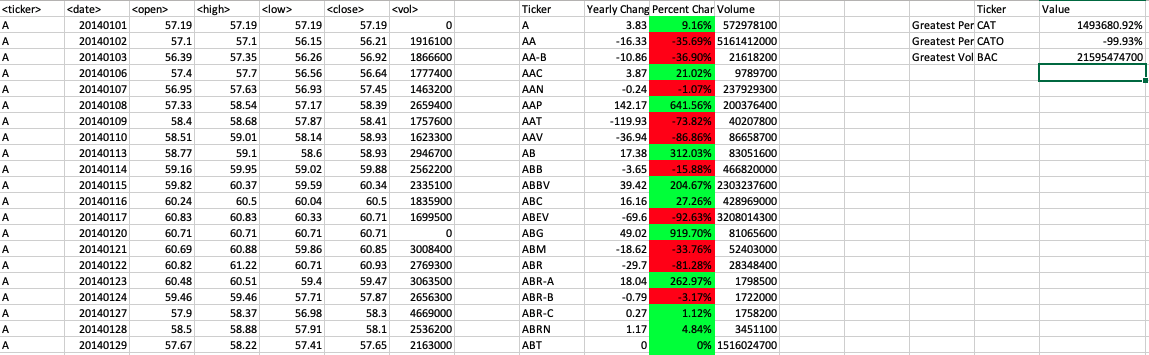 <ticker> <date> <open> <high> <low> <close> <vol> Ticker Yearly Chang Percent Char Volume Ticker Value
A 20140101 57.19 57.19 57.19 57.19 0 A 3.83 9.16% 572978100 Greatest Per CAT 1493680.92%
A 20140102 57.1 57.1 56.15 56.21 1916100 AA -16.33 -35.69% 5161412000 Greatest Per CATO -99.93%
A 20140103 56.39 57.35 56.26 56.92 1866600 AA-B -10.86 -36.90% 21618200 Greatest Vol BAC 21595474700
A 20140106 57.4 57.7 56.56 56.64 1777400 AAC 3.87 21.02% 9789700
A 20140107 56.95 57.63 56.93 57.45 1463200 AAN -0.24 -1.07% 237929300
A 20140108 57.33 58.54 57.17 58.39 2659400 AAP 142.17 641.56% 200376400
A 20140109 58.4 58.68 57.87 58.41 1757600 AAT -119.93 -73.82% 40207800
A 20140110 58.51 59.01 58.14 58.93 1623300 AAV -36.94 -86.86% 86658700
A 20140113 58.77 59.1 58.6 58.93 2946700 AB 17.38 312.03% 83051600
A 20140114 59.16 59.95 59.02 59.88 2562200 ABB -3.65 -15.88% 466820000
A 20140115 59.82 60.37 59.59 60.34 2335100 ABBV 39.42 204.67% 2303237600
A 20140116 60.24 60.5 60.04 60.5 1835900 ABC 16.16 27.26% 428969000
A 20140117 60.83 60.83 60.33 60.71 1699500 ABEV -69.6 -92.63% 3208014300
A 20140120 60.71 60.71 60.71 60.71 0 ABG 49.02 919.70% 81065600
A 20140121 60.69 60.88 59.86 60.85 3008400 ABM -18.62 -33.76% 52403000
A 20140122 60.82 61.22 60.71 60.93 2769300 ABR -29.7 -81.28% 28348400
A 20140123 60.48 60.51 59.4 59.47 3063500 ABR-A 18.04 262.97% 1798500
A 20140124 59.46 59.46 57.71 57.87 2656300 ABR-B -0.79 -3.17% 1722000
A 20140127 57.9 58.37 56.98 58.3 4669000 ABR-C 0.27 1.12% 1758200
A 20140128 58.5 58.88 57.91 58.1 2536200 ABRN 1.17 4.84% 3451100
A 20140129 57.67 58.22 57.41 57.65 2163000 ABT 0 0% 1516024700